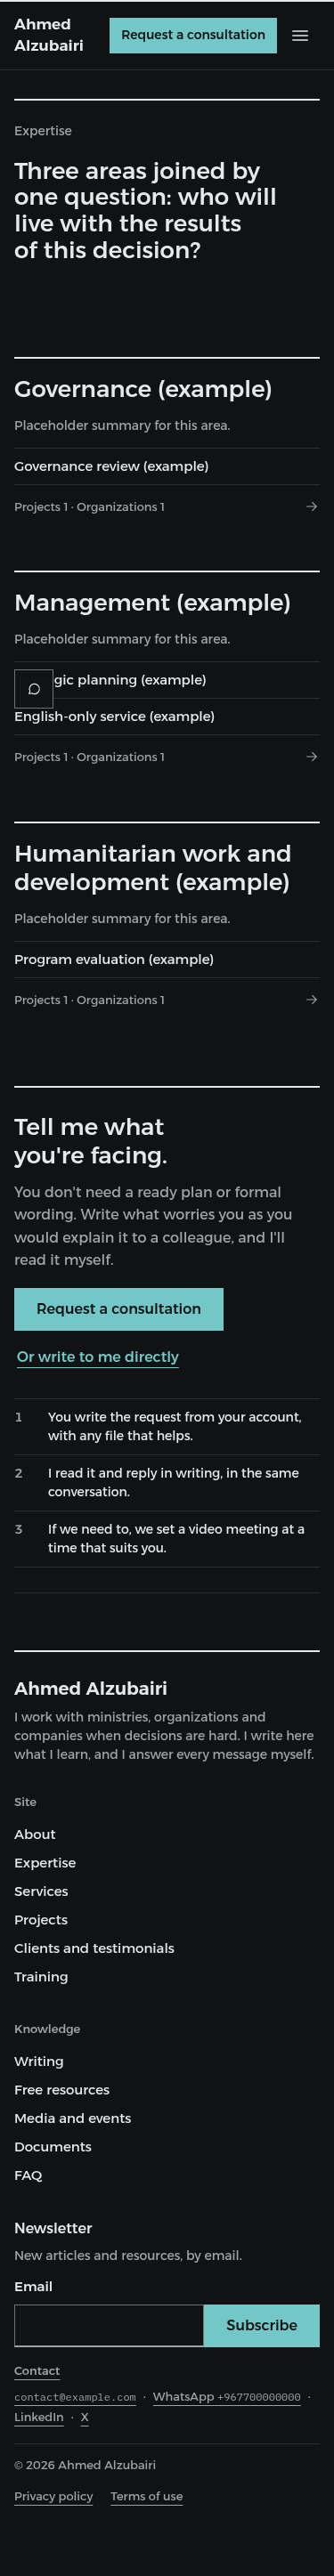 Ahmed
Alzubairi
Request a consultation
Expertise
Three areas joined by
one question: who will
live with the results
of this decision?
Governance (example)
Placeholder summary for this area.
Governance review (example)
Projects 1 · Organizations 1
Management (example)
Placeholder summary for this area.
gic planning (example)
English-only service (example)
Projects 1 · Organizations 1
Humanitarian work and
development (example)
Placeholder summary for this area.
Program evaluation (example)
Projects 1 · Organizations 1
Tell me what
you're facing.
You don't need a ready plan or formal
wording. Write what worries you as you
would explain it to a colleague, and I'll
read it myself.
Request a consultation
Or write to me directly
1 You write the request from your account,
with any file that helps.
2 I read it and reply in writing, in the same
conversation.
3 If we need to, we set a video meeting at a
time that suits you.
Ahmed Alzubairi
I work with ministries, organizations and
companies when decisions are hard. I write here
what I learn, and I answer every message myself.
Site
About
Expertise
Services
Projects
Clients and testimonials
Training
Knowledge
Writing
Free resources
Media and events
Documents
FAQ
Newsletter
New articles and resources, by email.
Email
Subscribe
Contact
contact@example.com · WhatsApp +967700000000 ·
LinkedIn · X
© 2026 Ahmed Alzubairi
Privacy policy Terms of use